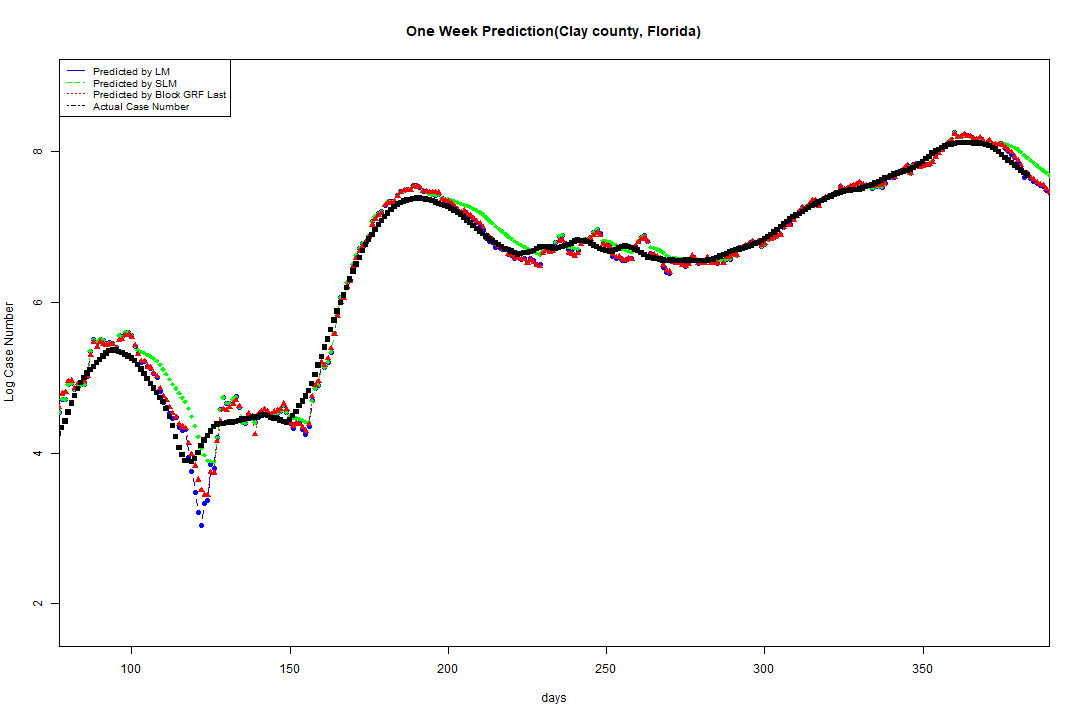 One Week Prediction(Clay county, Florida)
Predicted by LM
Predicted by SLM
Predicted by Block GRF Last
Actual Case Number
8
6
4
2
Log Case Number
100 150 200 250 300 350
days